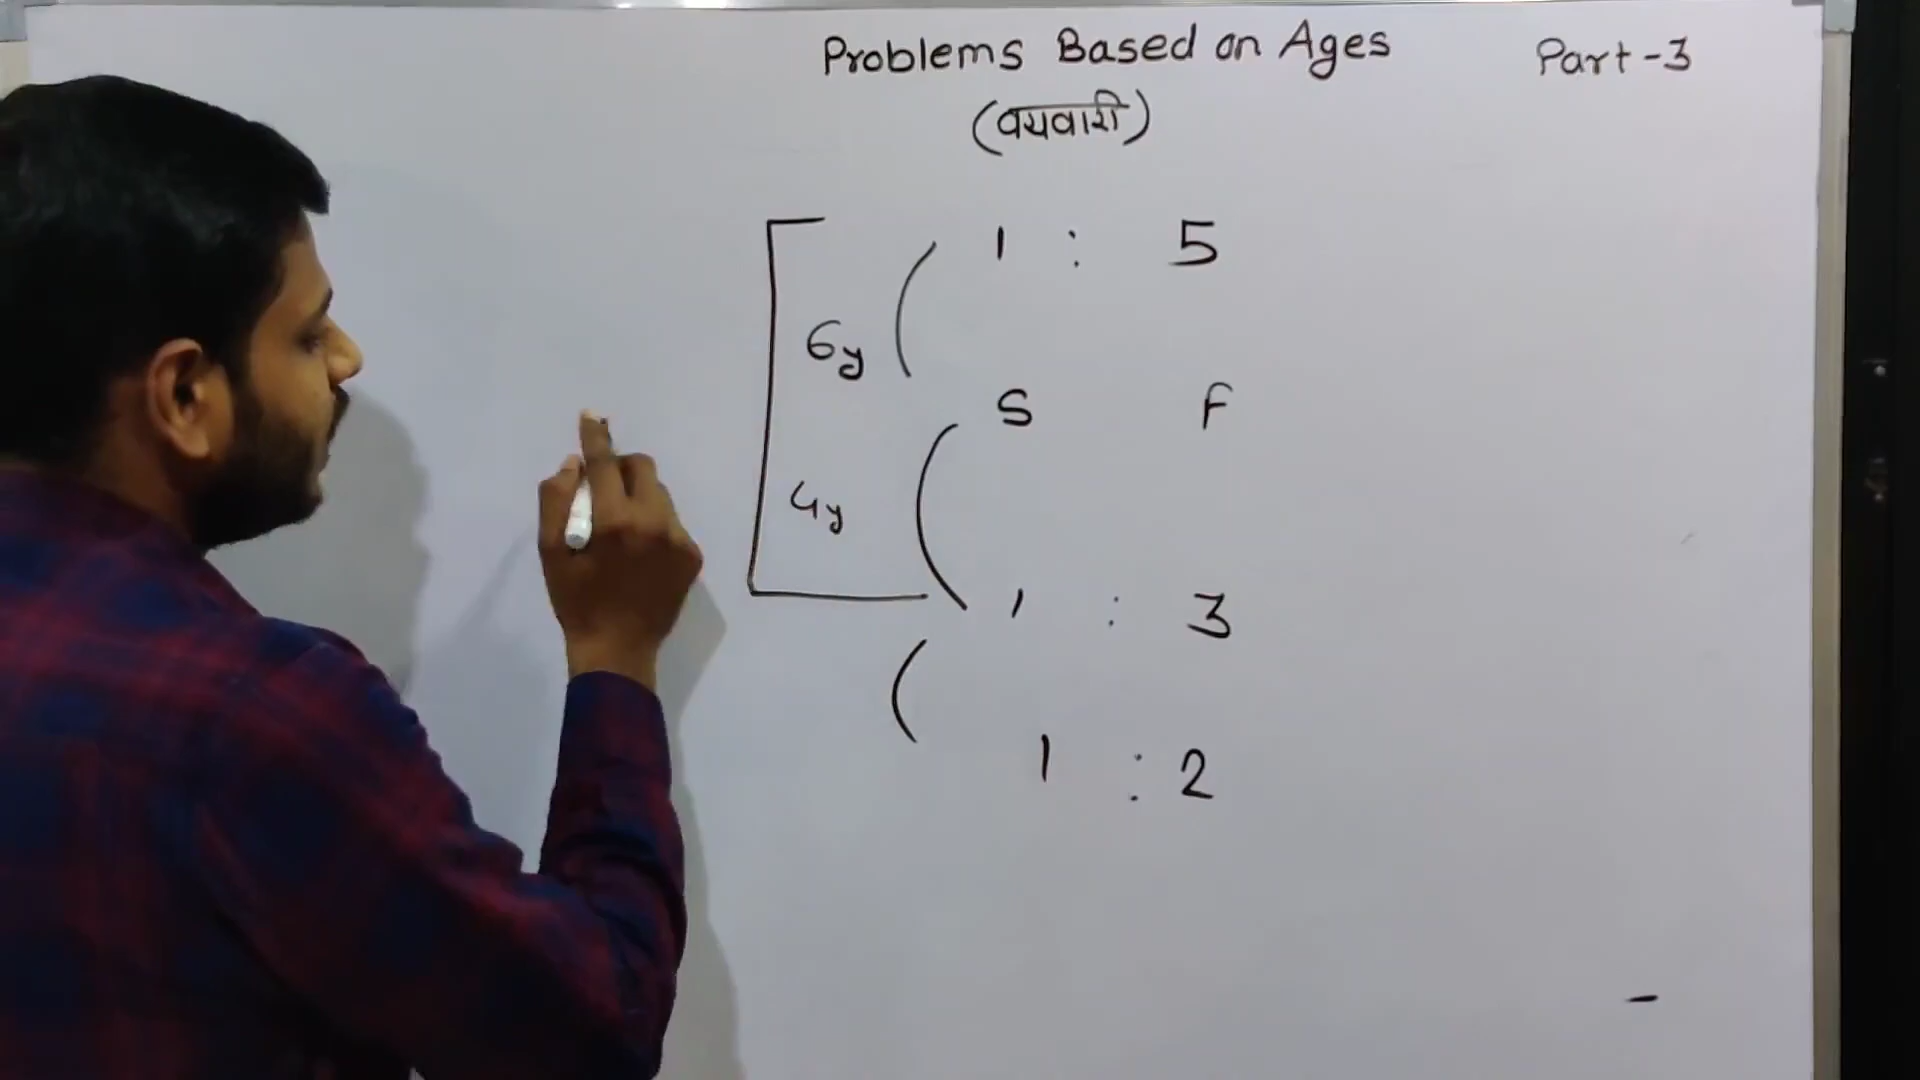 Problems Based on Ages Part-3
(वयवारी)
1 : 5
6y
S F
4y
1 : 3
1 : 2
-